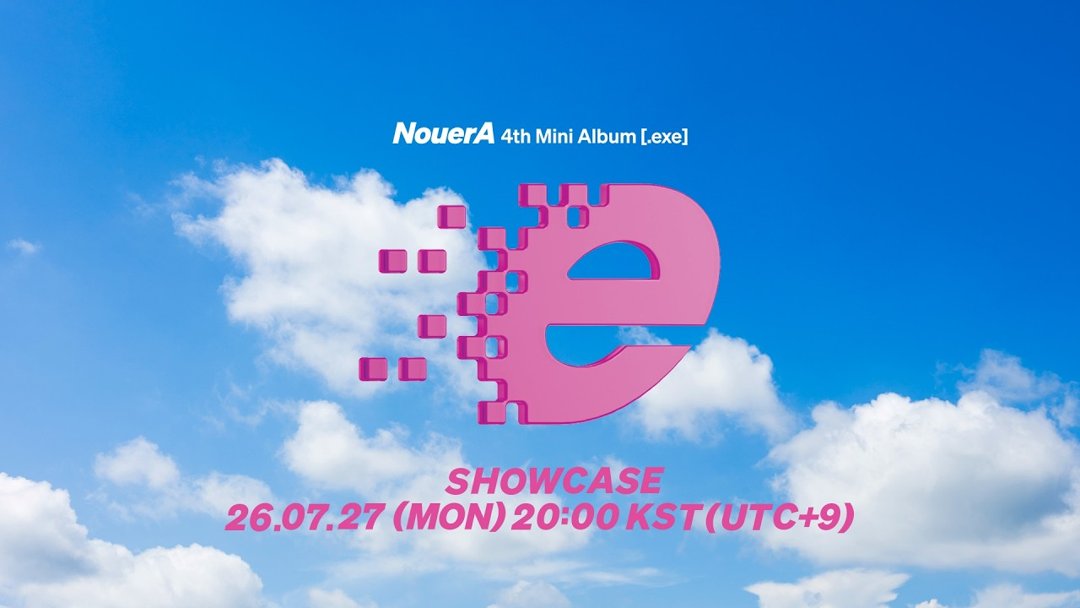 NouerA 4th Mini Album [.exe]
e
SHOWCASE
26.07.27 (MON) 20:00 KST(UTC+9)